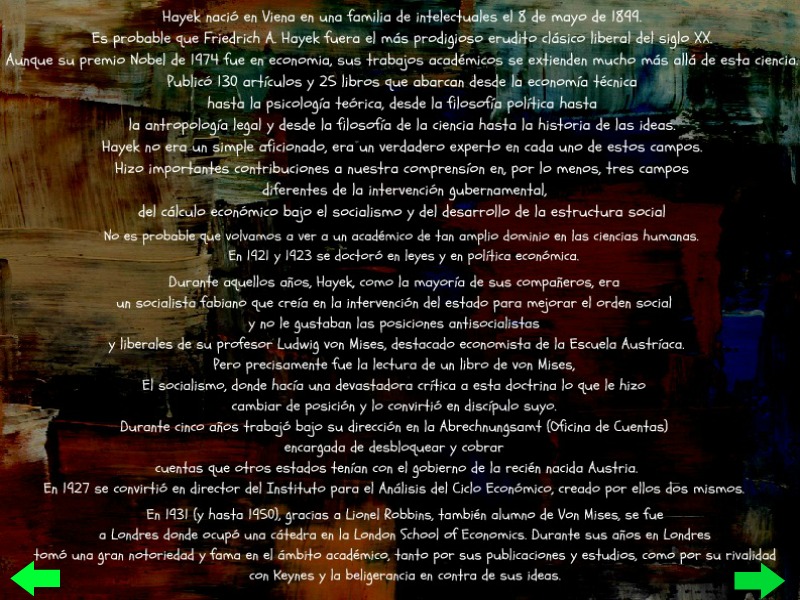 Hayek nació en Viena en una familia de intelectuales el 8 de mayo de 1899.
Es probable que Friedrich A. Hayek fuera el más prodigioso erudito clásico liberal del siglo XX.
Aunque su premio Nobel de 1974 fue en economia, sus trabajos académicos se extienden mucho más allá de esta ciencia.
Publicó 130 artículos y 25 libros que abarcan desde la economía técnica
hasta la psicología teórica, desde la filosofía política hasta
la antropología legal y desde la filosofía de la ciencia hasta la historia de las ideas.
Hayek no era un simple aficionado, era un verdadero experto en cada uno de estos campos.
Hizo importantes contribuciones a nuestra comprensíon en, por lo menos, tres campos
diferentes de la intervención gubernamental,
del cálculo económico bajo el socialismo y del desarrollo de la estructura social
No es probable que volvamos a ver a un académico de tan amplio dominio en las ciencias humanas.
En 1921 y 1923 se doctoró en leyes y en política económica.
Durante aquellos años, Hayek, como la mayoría de sus compañeros, era
un socialista fabiano que creía en la intervención del estado para mejorar el orden social
y no le gustaban las posiciones antisocialistas
y liberales de su profesor Ludwig von Mises, destacado economista de la Escuela Austríaca.
Pero precisamente fue la lectura de un libro de von Mises,
El socialismo, donde hacía una devastadora crítica a esta doctrina lo que le hizo
cambiar de posición y lo convirtió en discípulo suyo.
Durante cinco años trabajó bajo su dirección en la Abrechnungsamt (Oficina de Cuentas)
encargada de desbloquear y cobrar
cuentas que otros estados tenían con el gobierno de la recién nacida Austria.
En 1927 se convirtió en director del Instituto para el Análisis del Ciclo Económico, creado por ellos dos mismos.
En 1931 (y hasta 1950), gracias a Lionel Robbins, también alumno de Von Mises, se fue
a Londres donde ocupó una cátedra en la London School of Economics. Durante sus años en Londres
tomó una gran notoriedad y fama en el ámbito académico, tanto por sus publicaciones y estudios, como por su rivalidad
con Keynes y la beligerancia en contra de sus ideas.